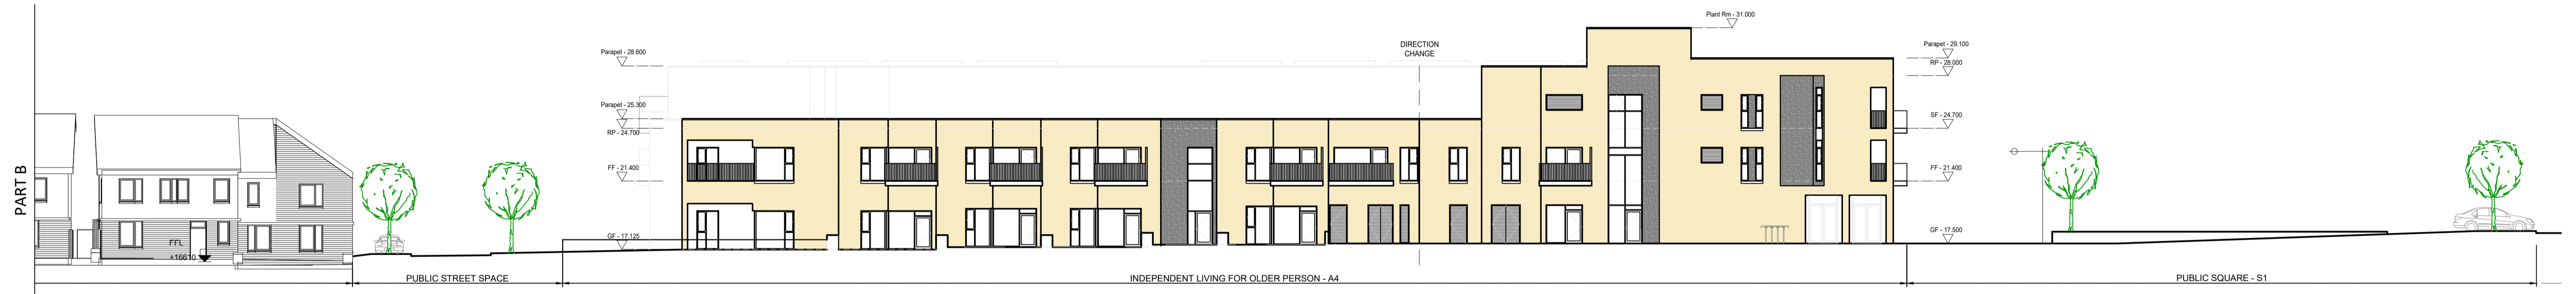 PART B
FFL
+16610
PUBLIC STREET SPACE
Parapet - 28.600
Parapet - 25.300
RP - 24.700
FF - 21.400
GF - 17.125
INDEPENDENT LIVING FOR OLDER PERSON - A4
DIRECTION
CHANGE
Plant Rm - 31.000
Parapet - 29.100
RP - 28.000
SF - 24.700
FF - 21.400
GF - 17.500
PUBLIC SQUARE - S1